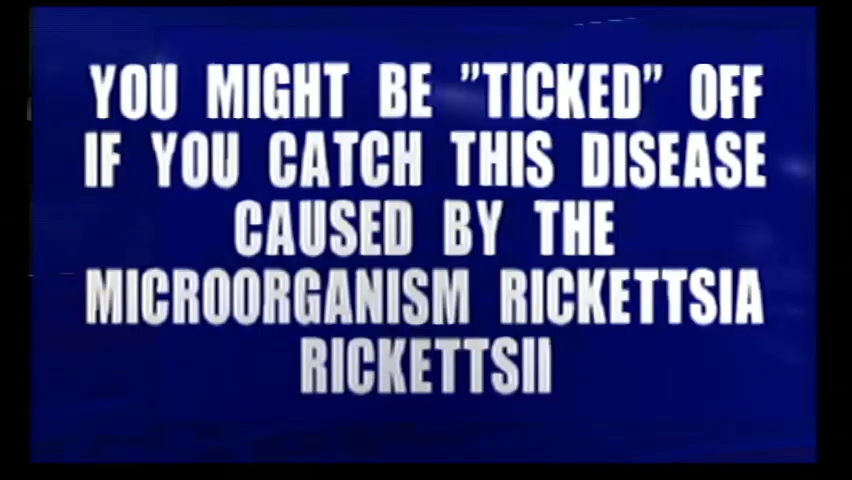 YOU MIGHT BE "TICKED" OFF
IF YOU CATCH THIS DISEASE
CAUSED BY THE
MICROORGANISM RICKETTSIA
RICKETTSII